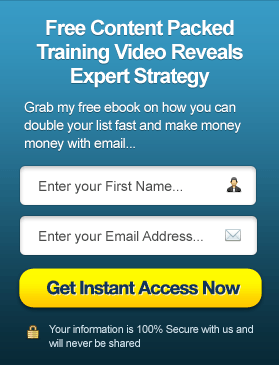 Free Content Packed
Training Video Reveals
Expert Strategy
Grab my free ebook on how you can
double your list fast and make money
money with email...
Enter your First Name...
Enter your Email Address...
Get Instant Access Now
Your information is 100% Secure with us and
will never be shared